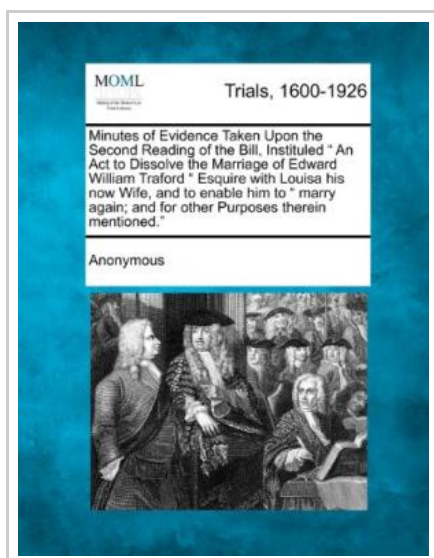 MOML
Trials, 1600-1926
Minutes of Evidence Taken Upon the
Second Reading of the Bill, Instituled “ An
Act to Dissolve the Marriage of Edward
William Traford “ Esquire with Louisa his
now Wife, and to enable him to “ marry
again; and for other Purposes therein
mentioned.”
Anonymous